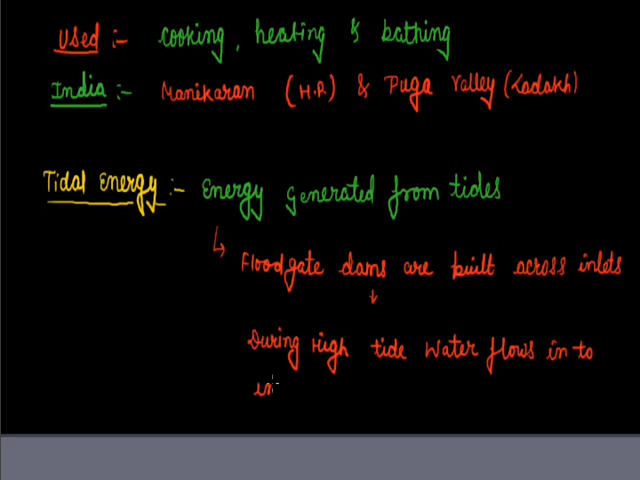 Used :- cooking, heating & bathing
India :- Manikaran (H.P.) & Puga Valley (Ladakh)
Tidal Energy :- Energy generated from tides
↳ Floodgate dams are built across inlets
↓
During High tide Water flows in to
in